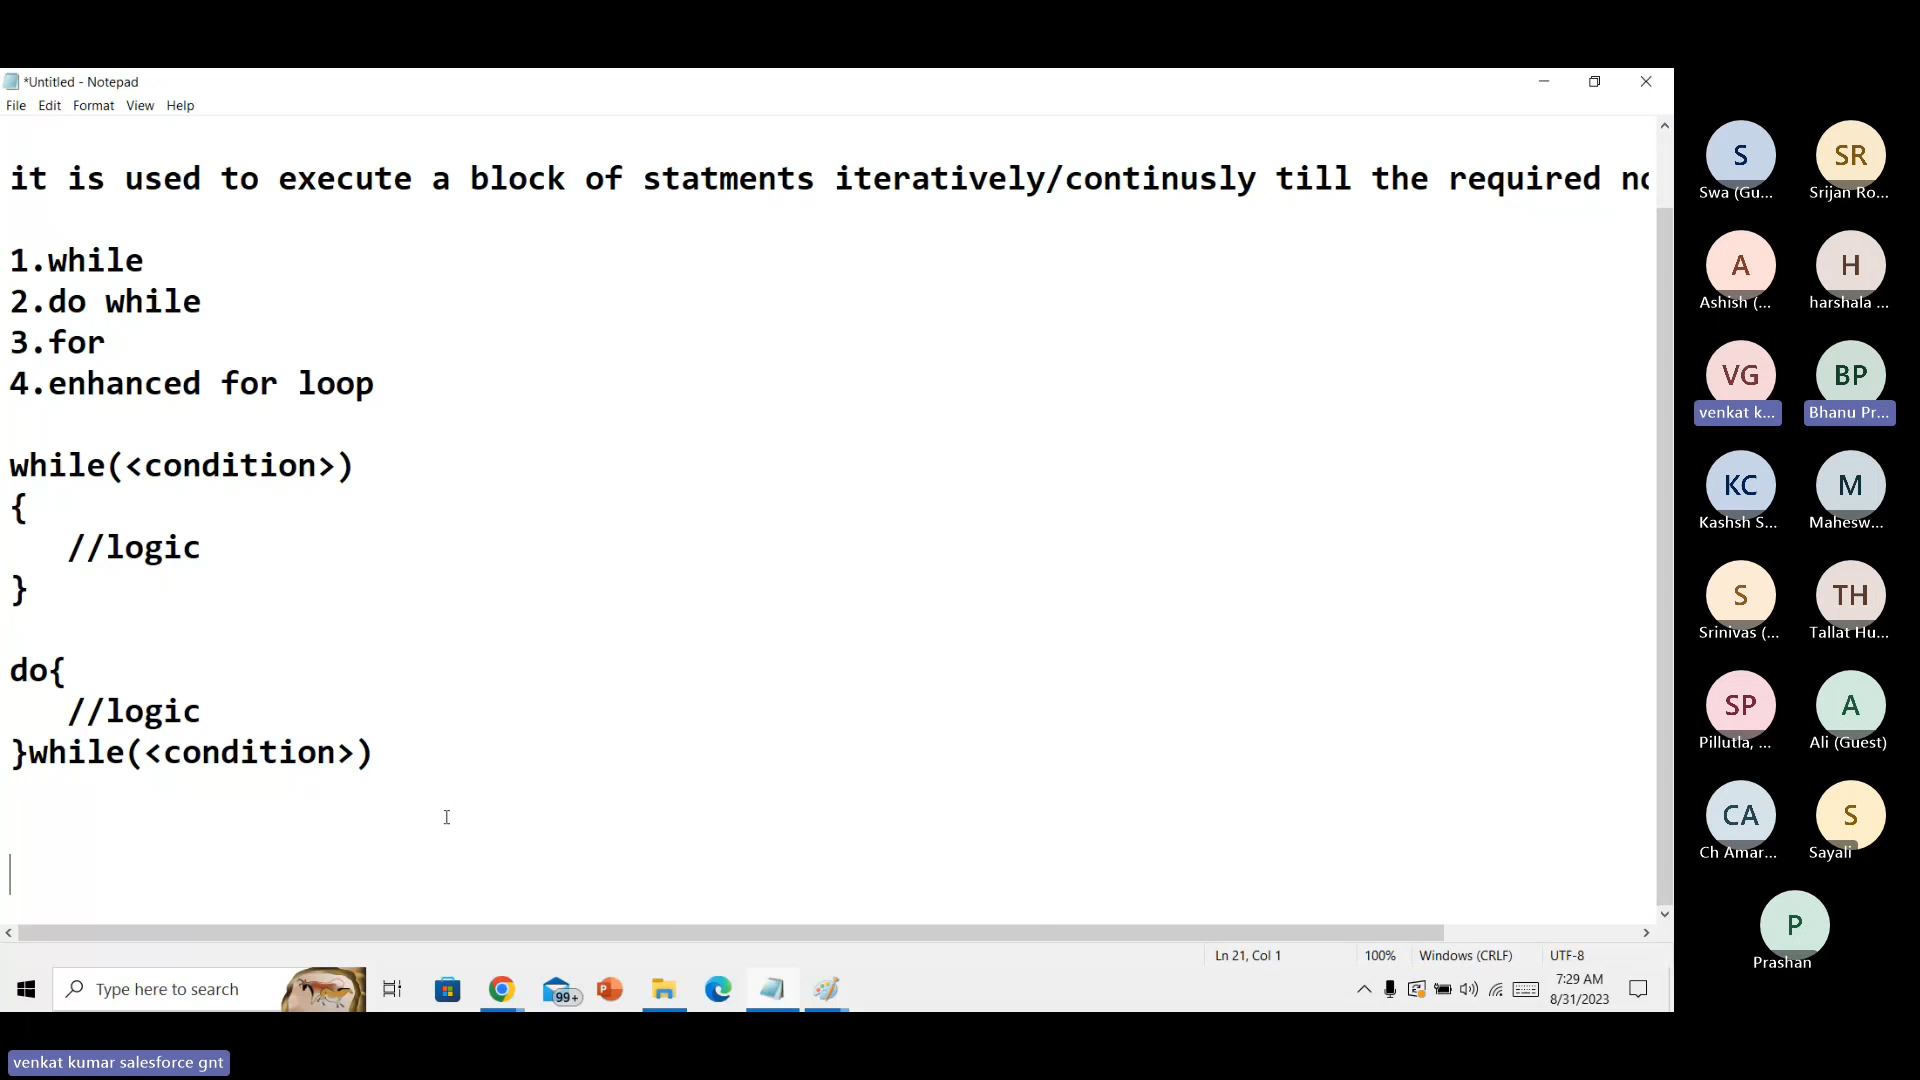 *Untitled - Notepad
File Edit Format View Help
it is used to execute a block of statments iteratively/continusly till the required
1.while
2.do while
3.for
4.enhanced for loop
while(<condition>)
{
//logic
}
do{
//logic
}while(<condition>)
Ln 21, Col 1 100% Windows (CRLF) UTF-8
Type here to search
99+
7:29 AM
8/31/2023
S SR
Swa (Gu... Srijan Ro...
A H
Ashish (... harshala ...
VG BP
venkat k... Bhanu Pr...
KC M
Kashsh S... Mahesw...
S TH
Srinivas (... Tallat Hu...
SP A
Pillutla, ... Ali (Guest)
CA S
Ch Amar... Sayali
P
Prashan
venkat kumar salesforce gnt